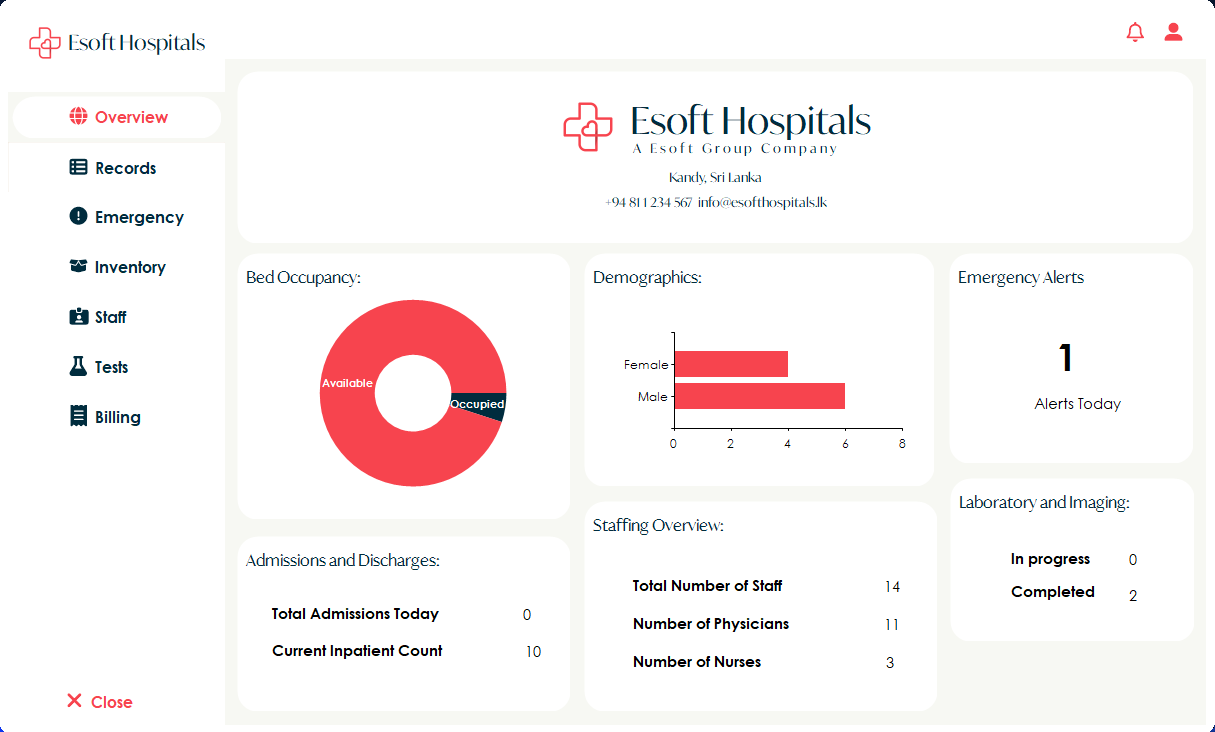 Esoft Hospitals
Overview
Records
Emergency
Inventory
Staff
Tests
Billing
Close
Esoft Hospitals
A Esoft Group Company
Kandy, Sri Lanka
+94 811 234 567 info@esofthospitals.lk
Bed Occupancy:
Available
Occupied
Demographics:
Female
Male
0 2 4 6 8
Emergency Alerts
1
Alerts Today
Admissions and Discharges:
Total Admissions Today 0
Current Inpatient Count 10
Staffing Overview:
Total Number of Staff 14
Number of Physicians 11
Number of Nurses 3
Laboratory and Imaging:
In progress 0
Completed 2